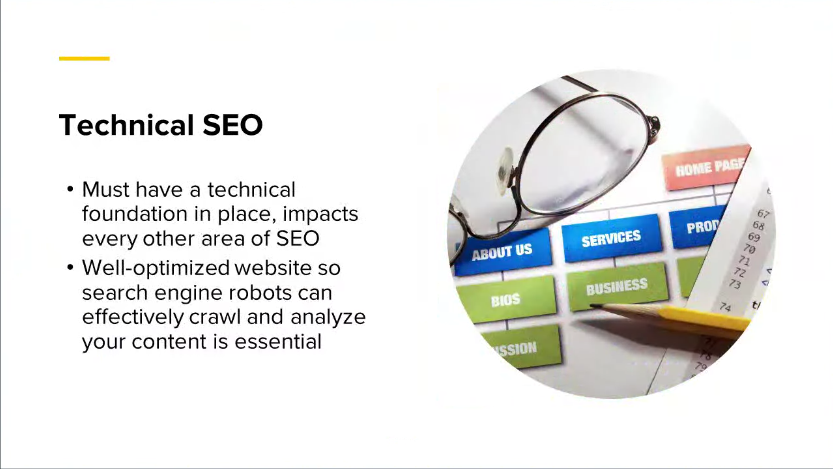 Technical SEO
• Must have a technical
foundation in place, impacts
every other area of SEO
• Well-optimized website so
search engine robots can
effectively crawl and analyze
your content is essential
HOME PAGE
ABOUT US
SERVICES
PROD
BIOS
BUSINESS
SSION
67
68
69
70
71
72
73
74
79